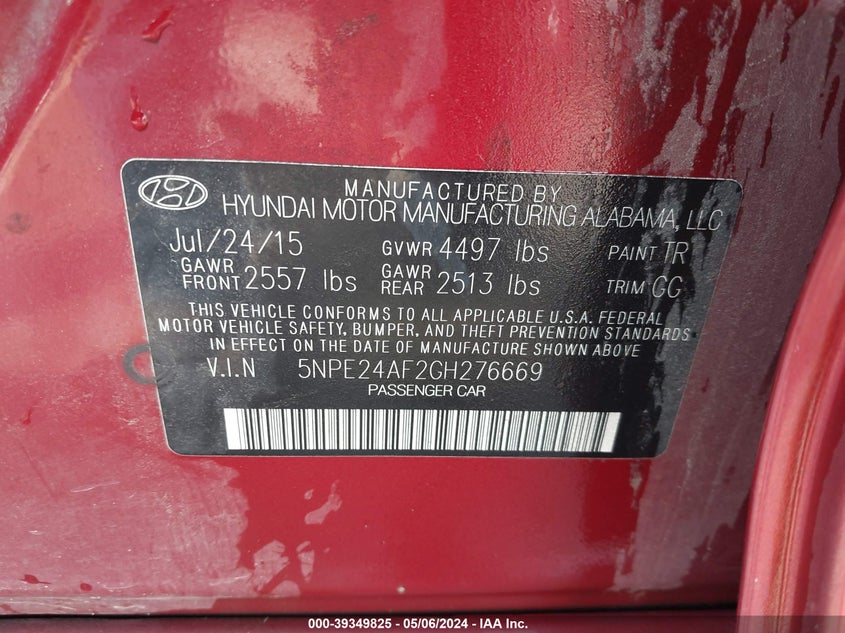 MANUFACTURED BY
HYUNDAI MOTOR MANUFACTURING ALABAMA, LLC
Jul/24/15 GVWR 4497 lbs PAINT TR
GAWR FRONT 2557 lbs GAWR REAR 2513 lbs TRIM GG
THIS VEHICLE CONFORMS TO ALL APPLICABLE U.S.A. FEDERAL
MOTOR VEHICLE SAFETY, BUMPER, AND THEFT PREVENTION STANDARDS
IN EFFECT ON THE DATE OF MANUFACTURE SHOWN ABOVE
V.I.N 5NPE24AF2GH276669
PASSENGER CAR
000-39349825 - 05/06/2024 - IAA Inc.